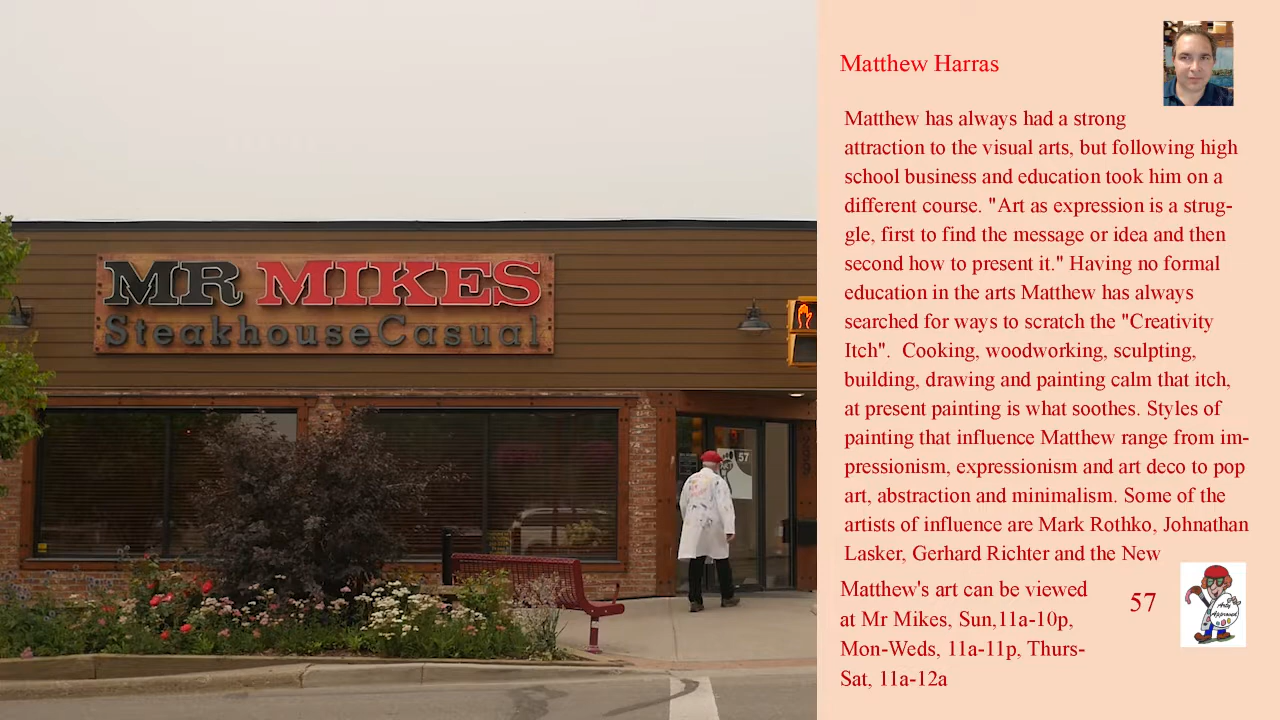 MR MIKES
SteakhouseCasual
57
Matthew Harras
Matthew has always had a strong
attraction to the visual arts, but following high
school business and education took him on a
different course. "Art as expression is a strug-
gle, first to find the message or idea and then
second how to present it." Having no formal
education in the arts Matthew has always
searched for ways to scratch the "Creativity
Itch".  Cooking, woodworking, sculpting,
building, drawing and painting calm that itch,
at present painting is what soothes. Styles of
painting that influence Matthew range from im-
pressionism, expressionism and art deco to pop
art, abstraction and minimalism. Some of the
artists of influence are Mark Rothko, Johnathan
Lasker, Gerhard Richter and the New
Matthew's art can be viewed
at Mr Mikes, Sun,11a-10p,
Mon-Weds, 11a-11p, Thurs-
Sat, 11a-12a
57
Arty
Approved